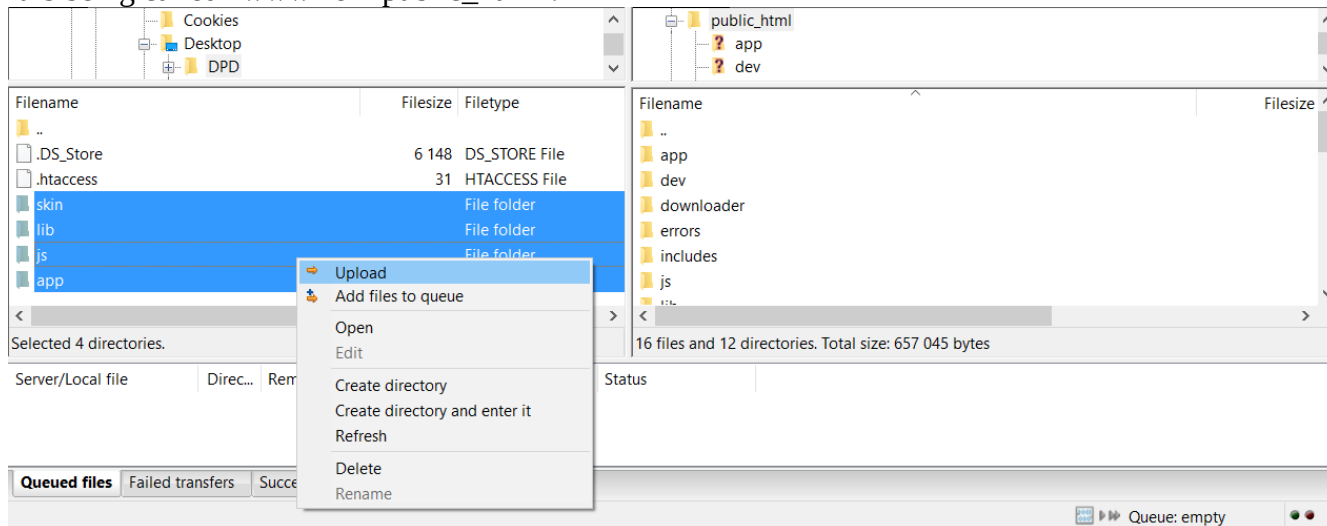 Cookies
Desktop
DPD
public_html
app
dev
Filename Filesize Filetype
..
.DS_Store 6 148 DS_STORE File
.htaccess 31 HTACCESS File
skin File folder
lib File folder
js File folder
app
Upload
Add files to queue
Open
Edit
Create directory
Create directory and enter it
Refresh
Delete
Rename
Selected 4 directories.
Filename Filesize
..
app
dev
downloader
errors
includes
js
lib
16 files and 12 directories. Total size: 657 045 bytes
Server/Local file Direc... Rem Status
Queued files Failed transfers Succe
Queue: empty